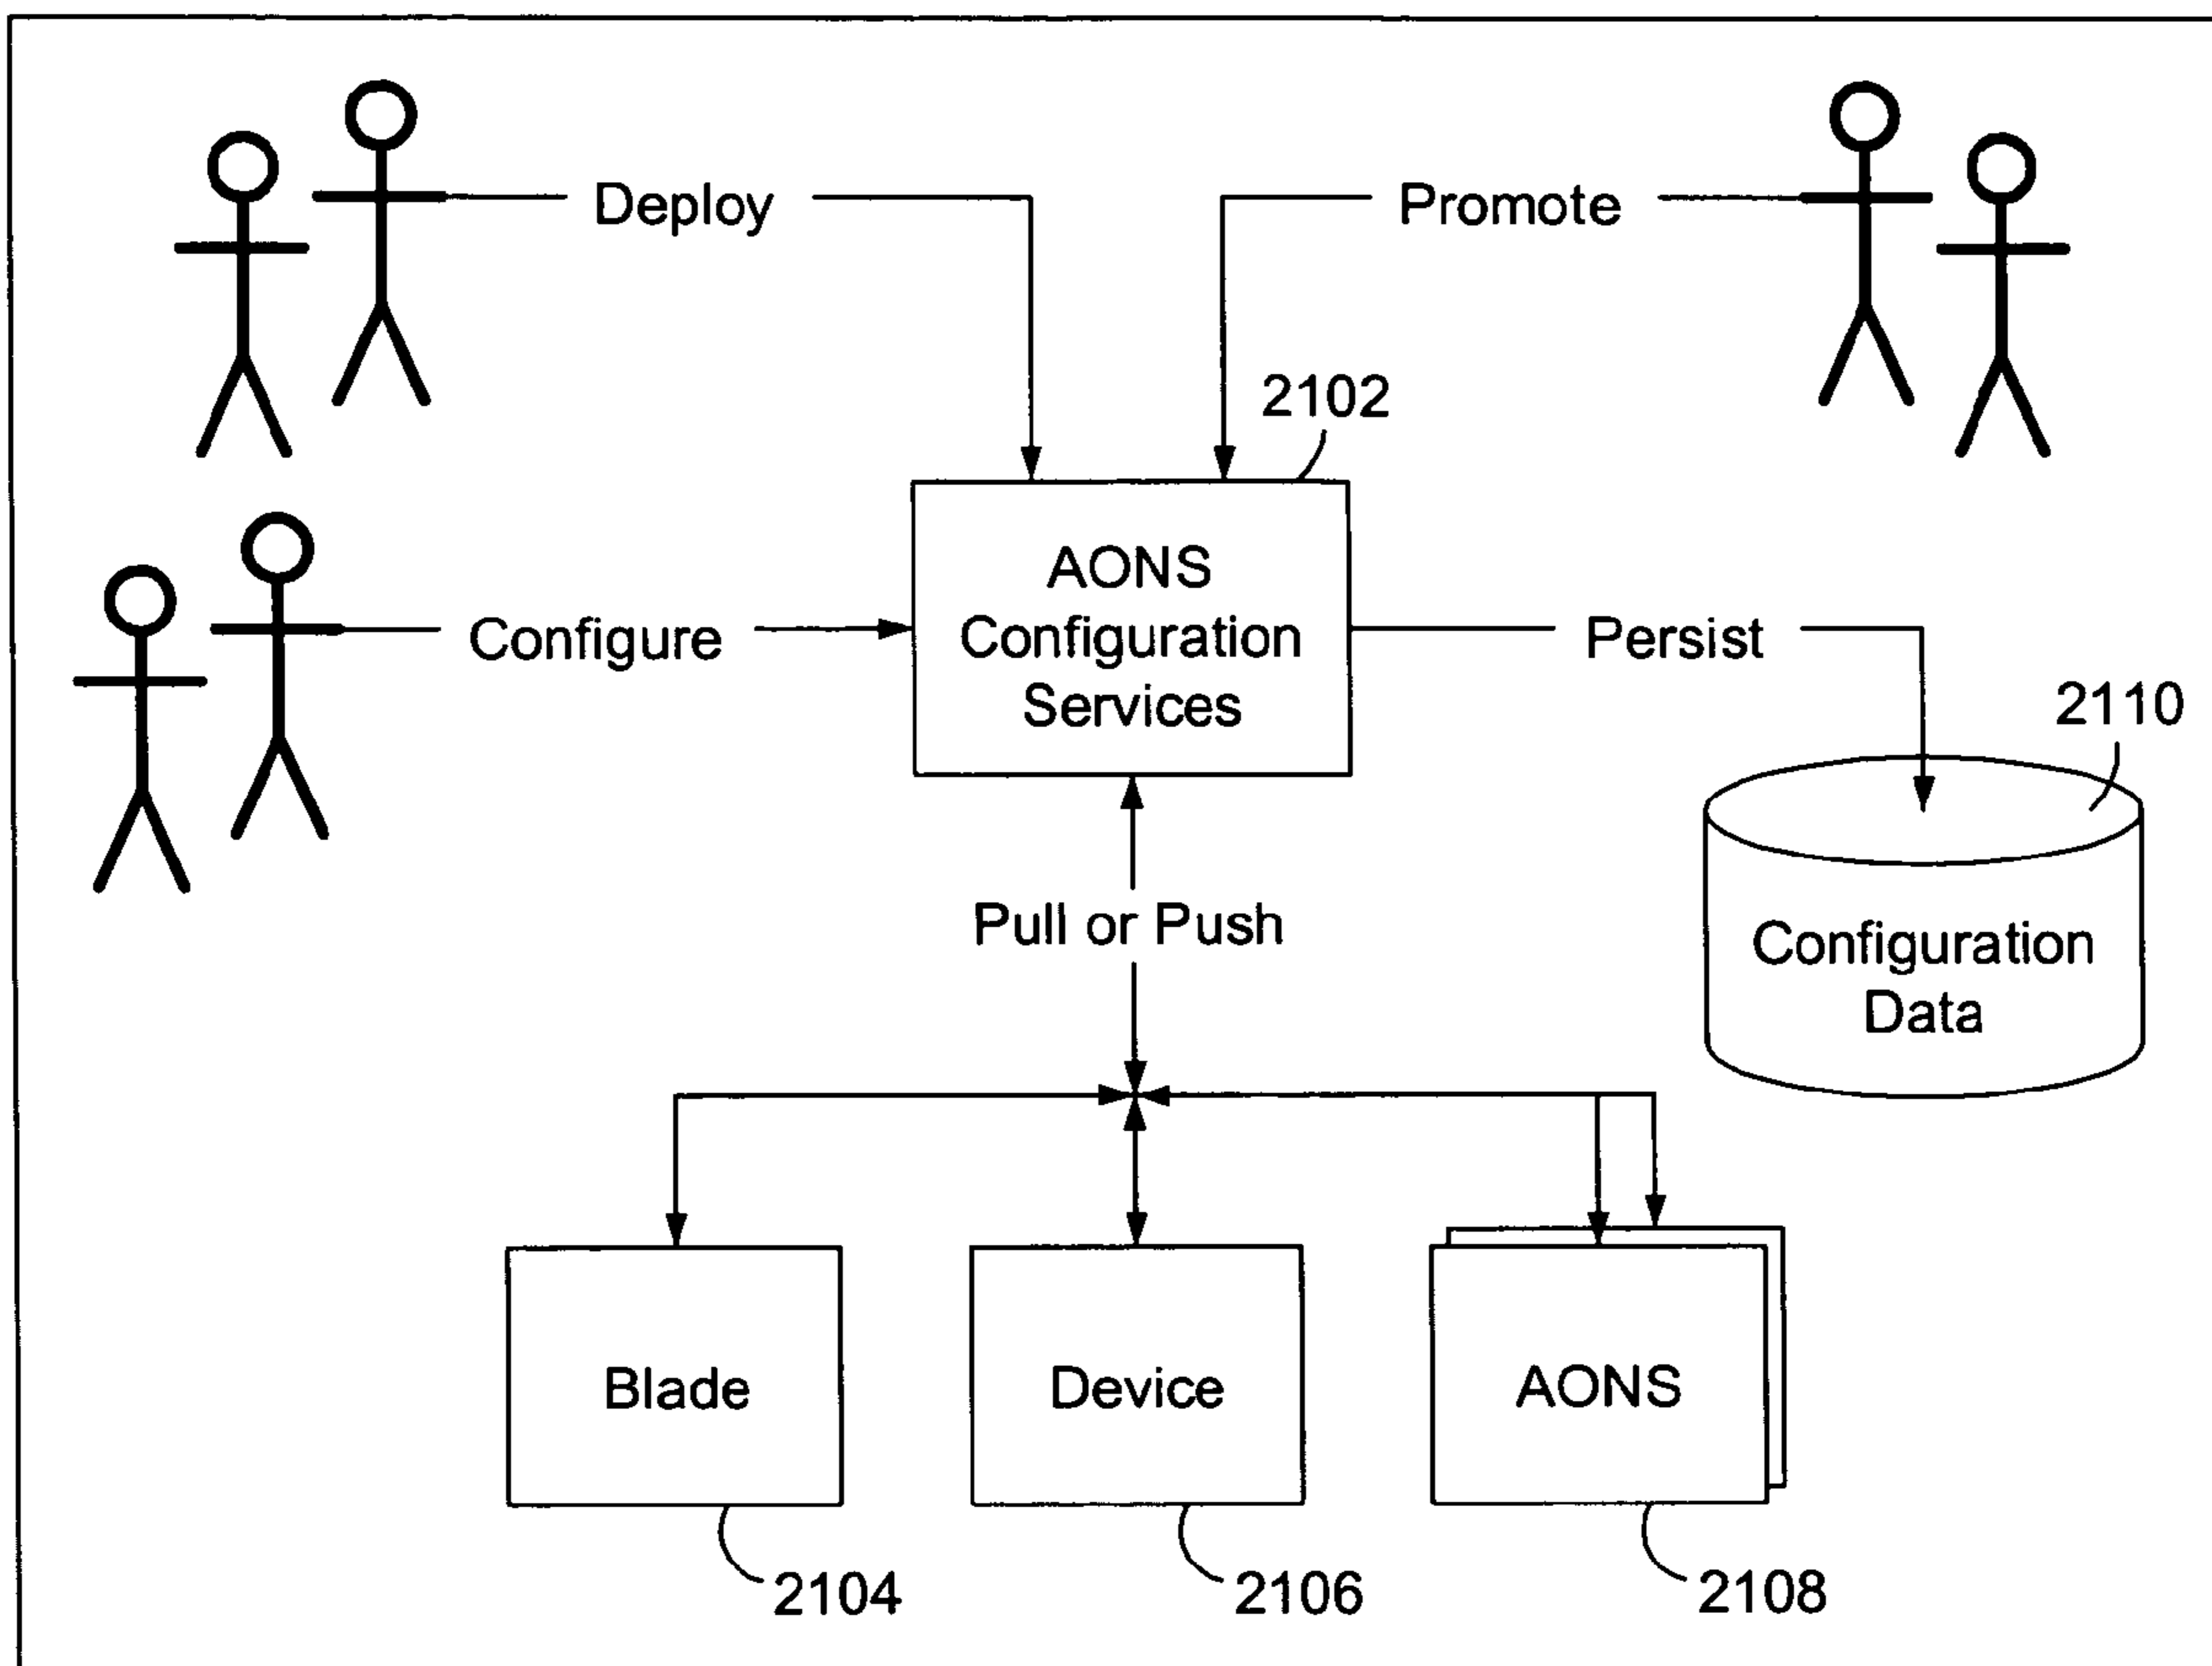 Deploy
Promote
2102
AONS
Configuration
Services
Configure
Persist
2110
Pull or Push
Configuration
Data
Blade
Device
AONS
2104
2106
2108